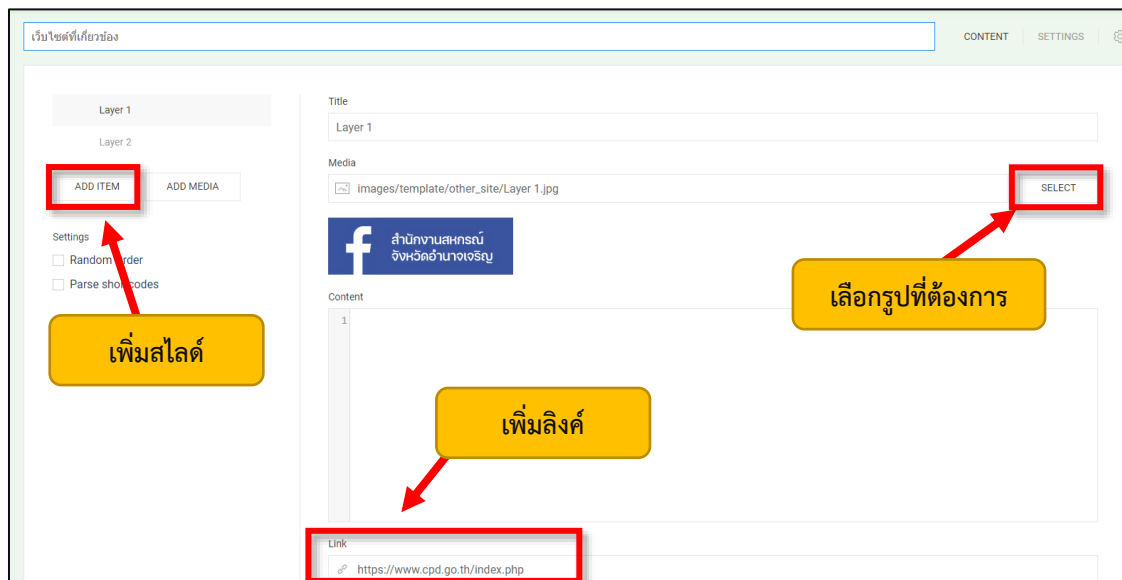 เว็บไซต์ที่เกี่ยวข้อง
CONTENT
SETTINGS
Layer 1
Layer 2
ADD ITEM
ADD MEDIA
Settings
Random order
Parse shortcodes
เพิ่มสไลด์
Title
Layer 1
Media
images/template/other_site/Layer 1.jpg
SELECT
สำนักงานสหกรณ์
จังหวัดอำนาจเจริญ
เลือกรูปที่ต้องการ
Content
1
เพิ่มลิงค์
Link
https://www.cpd.go.th/index.php